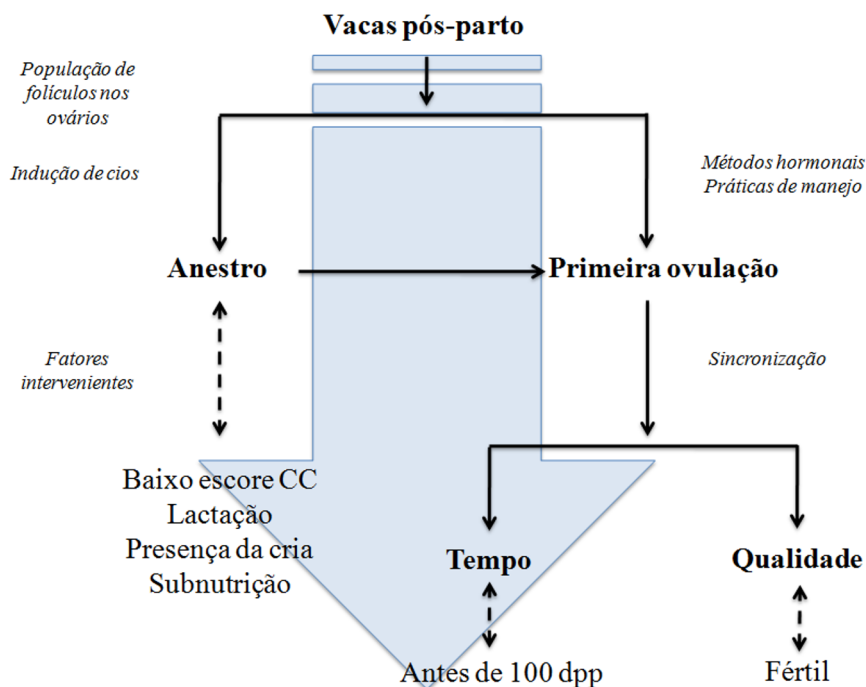 Vacas pós-parto
População de
folículos nos
ovários
Indução de cios
Métodos hormonais
Práticas de manejo
Anestro
Primeira ovulação
Fatores
intervenientes
Sincronização
Baixo escore CC
Lactação
Presença da cria
Subnutrição
Tempo
Qualidade
Antes de 100 dpp
Fértil